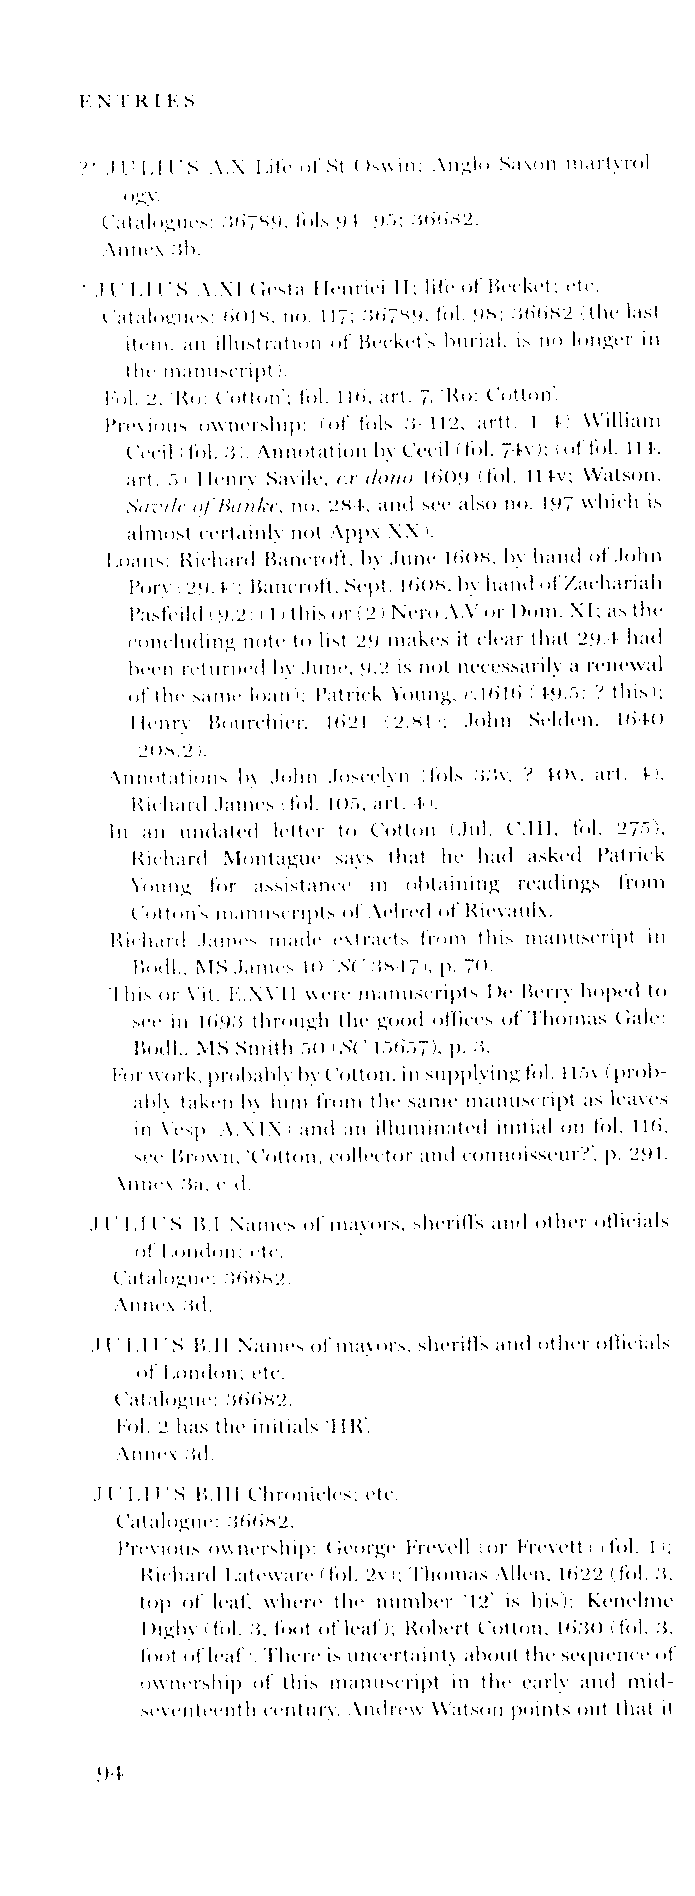 ENTRIES
?* JULIUS A.X Life of St Oswin; Anglo Saxon martyrol
ogy.
Catalogues: 36789, fols 94–95; 36682.
Annex 3b.
* JULIUS A.XI Gesta Henrici II; life of Becket; etc.
Catalogues: 6018, no. 117; 36789, fol. 98; 36682 (the last
item, an illustration of Becket's burial, is no longer in
the manuscript).
Fol. 2, 'Ro: Cotton'; fol. 116, art. 7, 'Ro: Cotton'.
Previous ownership: (of fols 3–112, artt. 1–4) William
Cecil (fol. 3). Annotation by Cecil (fol. 74v); (of fol. 114,
art. 5) Henry Savile, ex dono 1609 (fol. 114v; Watson,
Savile of Banke, no. 284, and see also no. 197 which is
almost certainly not Appx XX).
Loans: Richard Bancroft, by June 1608, by hand of John
Pory (29.4); Bancroft, Sept. 1608, by hand of Zachariah
Pasfeild (9.2: (1) this or (2) Nero A.V or Dom. XI; as the
concluding note to list 29 makes it clear that 29.4 had
been returned by June, 9.2 is not necessarily a renewal
of the same loan); Patrick Young, c.1616 (49.5: ? this);
Henry Bourchier, 1621 (2.81); John Selden, 1640
(208.2).
Annotations by John Joscelyn (fols 33v, ? 40v, art. 4),
Richard James (fol. 105, art. 4).
In an undated letter to Cotton (Jul. C.III, fol. 275),
Richard Montague says that he had asked Patrick
Young for assistance in obtaining readings from
Cotton's manuscripts of Aelred of Rievaulx.
Richard James made extracts from this manuscript in
Bodl., MS James 10 (SC 3847), p. 70.
This or Vit. E.XVII were manuscripts De Berry hoped to
see in 1693 through the good offices of Thomas Gale:
Bodl., MS Smith 50 (SC 15657), p. 3.
For work, probably by Cotton, in supplying fol. 115v (prob-
ably taken by him from the same manuscript as leaves
in Vesp. A.XIX) and an illuminated initial on fol. 116,
see Brown, 'Cotton, collector and connoisseur?', p. 291.
Annex 3a, c–d.
JULIUS B.I Names of mayors, sheriffs and other officials
of London; etc.
Catalogue: 36682.
Annex 3d.
JULIUS B.II Names of mayors, sheriffs and other officials
of London; etc.
Catalogue: 36682.
Fol. 2 has the initials 'HR'.
Annex 3d.
JULIUS B.III Chronicles; etc.
Catalogue: 36682.
Previous ownership: George Frevell (or Frevett) (fol. 1);
Richard Lateware (fol. 2v); Thomas Allen, 1622 (fol. 3,
top of leaf, where the number '12' is his); Kenelme
Digby (fol. 3, foot of leaf); Robert Cotton, 1630 (fol. 3,
foot of leaf). There is uncertainty about the sequence of
ownership of this manuscript in the early and mid-
seventeenth century. Andrew Watson points out that it
94